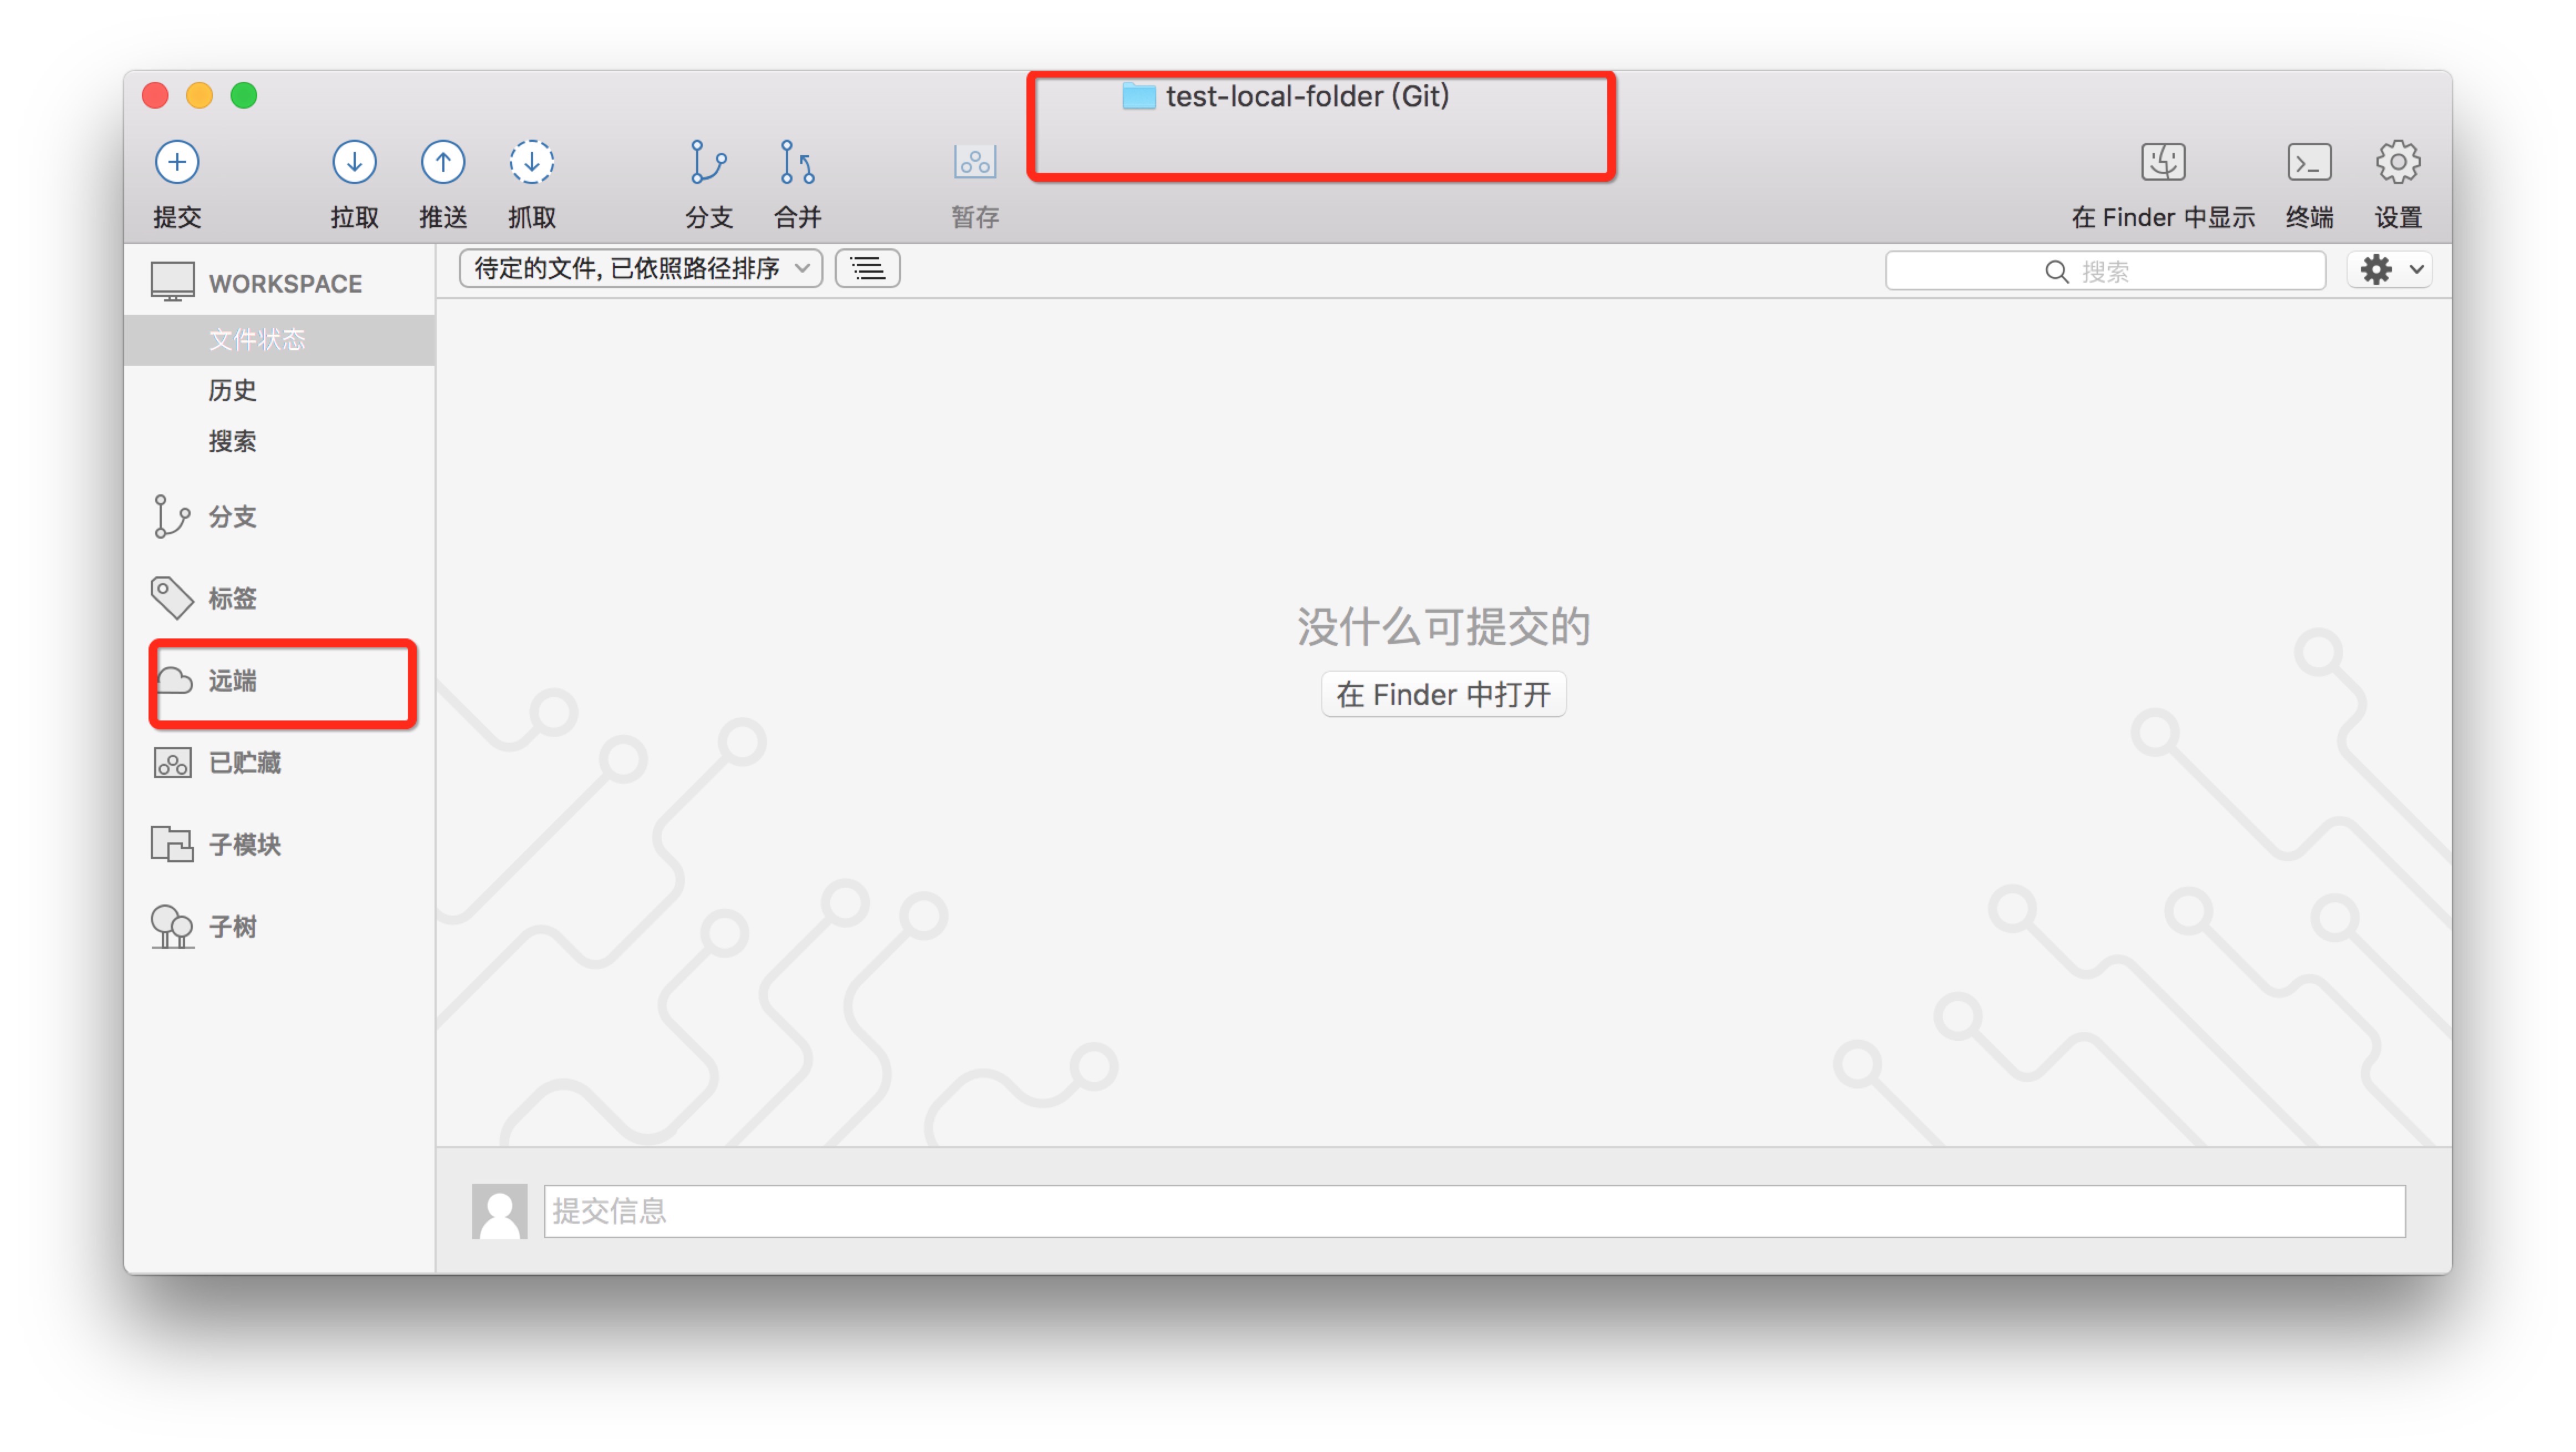 test-local-folder (Git)
提交
拉取
推送
抓取
分支
合并
暂存
在 Finder 中显示
终端
设置
WORKSPACE
文件状态
历史
搜索
分支
标签
远端
已贮藏
子模块
子树
待定的文件, 已依照路径排序
搜索
没什么可提交的
在 Finder 中打开
提交信息